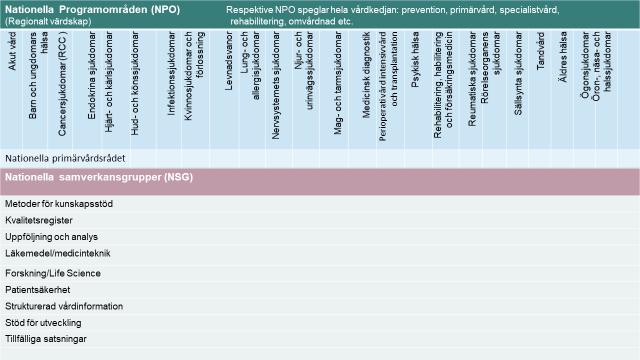 Nationella Programområden (NPO)
Respektive NPO speglar hela vårdkedjan: prevention, primärvård, specialistvård,
(Regionalt värdskap)
rehabilitering, omvårdnad etc.
Akut vård
Barn och ungdomars
hälsa
Cancersjukdomar (RCC )
Endokrina sjukdomar
Hjärt- och kärlsjukdomar
Hud- och könssjukdomar
Infektionssjukdomar
Kvinnosjukdomar och
förlossning
Levnadsvanor
Lung- och
allergisjukdomar
Nervsystemets sjukdomar
Njur- och
urinvägssjukdomar
Mag- och tarmsjukdomar
Medicinsk diagnostik
Perioperativ vård intensivvård
och transplantation
Psykisk hälsa
Rehabilitering, habilitering
och försäkringsmedicin
Reumatiska sjukdomar
Rörelseorganens
sjukdomar
Sällsynta sjukdomar
Tandvård
Äldres hälsa
Ögonsjukdomar
Öron-, näsa- och
halssjukdomar
Nationella primärvårdsrådet
Nationella samverkansgrupper (NSG)
Metoder för kunskapsstöd
Kvalitetsregister
Uppföljning och analys
Läkemedel/medicinteknik
Forskning/Life Science
Patientsäkerhet
Strukturerad vårdinformation
Stöd för utveckling
Tillfälliga satsningar